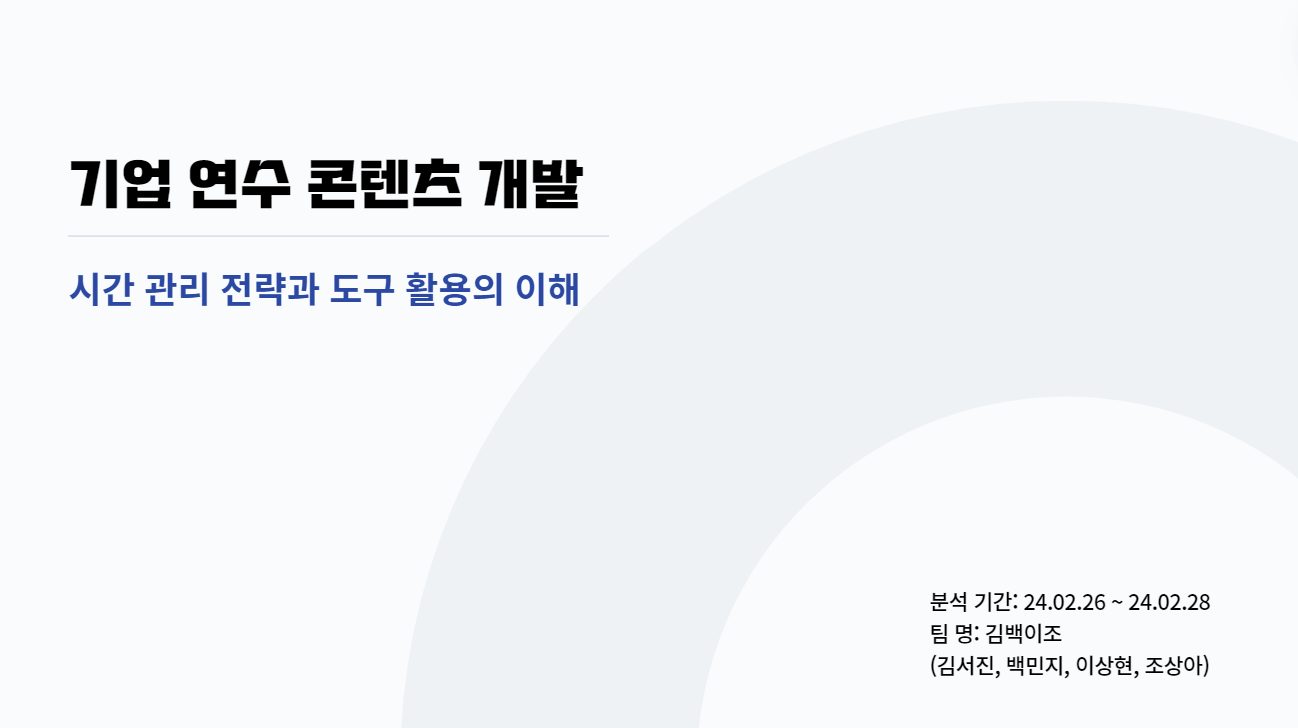 기업 연수 콘텐츠 개발
시간 관리 전략과 도구 활용의 이해
분석 기간: 24.02.26 ~ 24.02.28
팀 명: 김백이조
(김서진, 백민지, 이상현, 조상아)